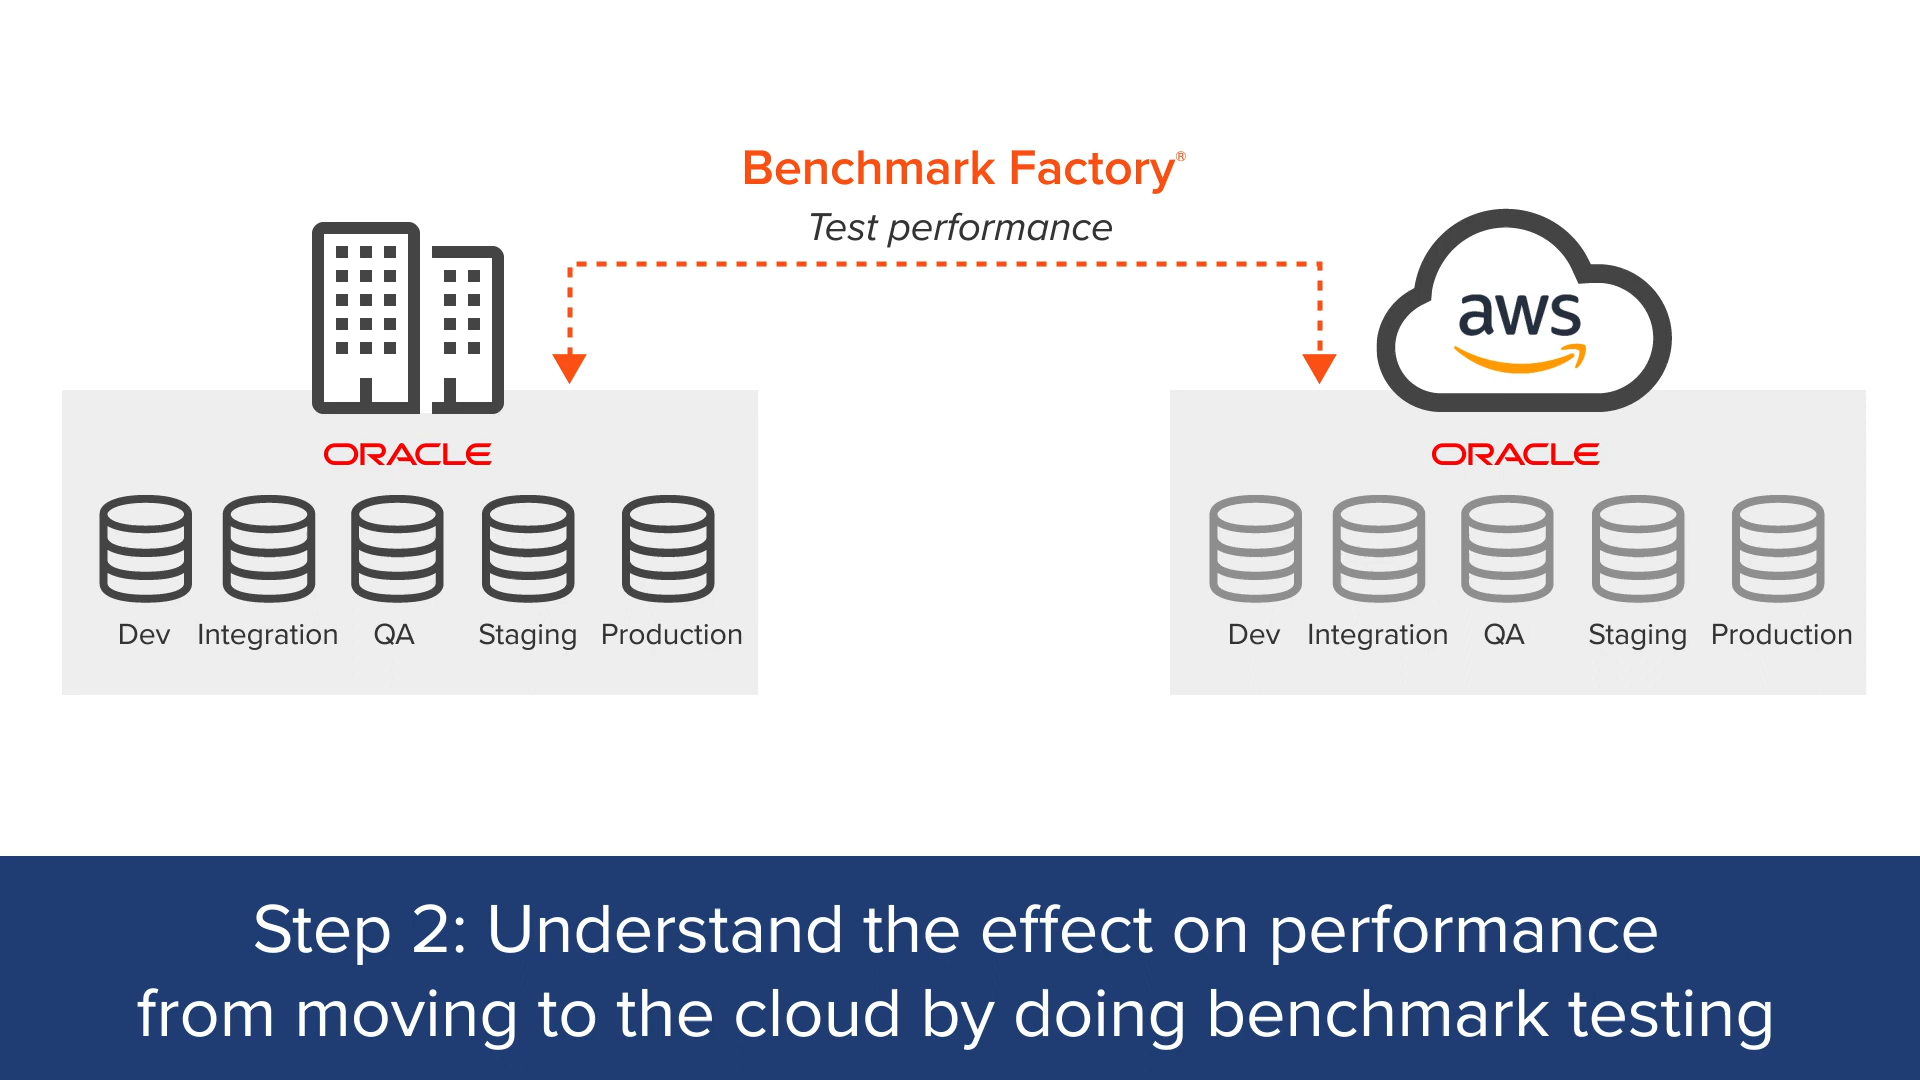 Benchmark Factory®
Test performance
aws
ORACLE
Dev Integration QA Staging Production
ORACLE
Dev Integration QA Staging Production
Step 2: Understand the effect on performance
from moving to the cloud by doing benchmark testing